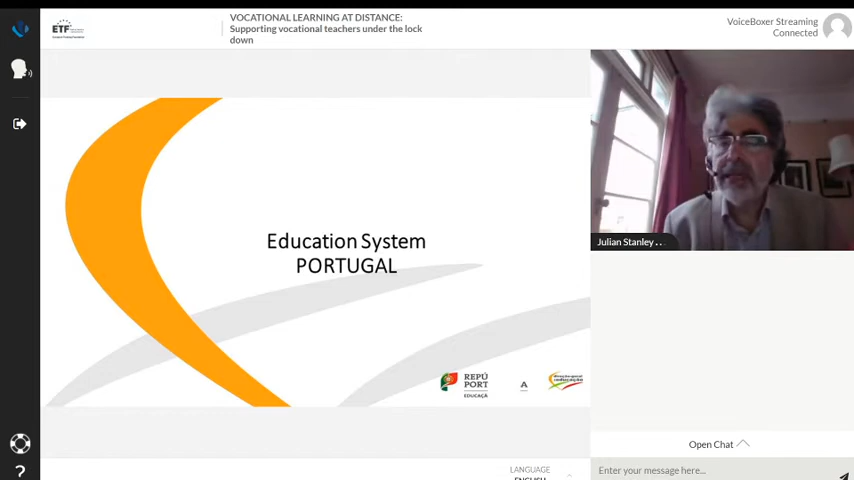 ETF
VOCATIONAL LEARNING AT DISTANCE:
Supporting vocational teachers under the lock
down
VoiceBoxer Streaming
Connected
Education System
PORTUGAL
REPÚ
PORT
EDUCAÇÃ
A
Julian Stanley . .
Open Chat
Enter your message here...
LANGUAGE
ENGLISH
?